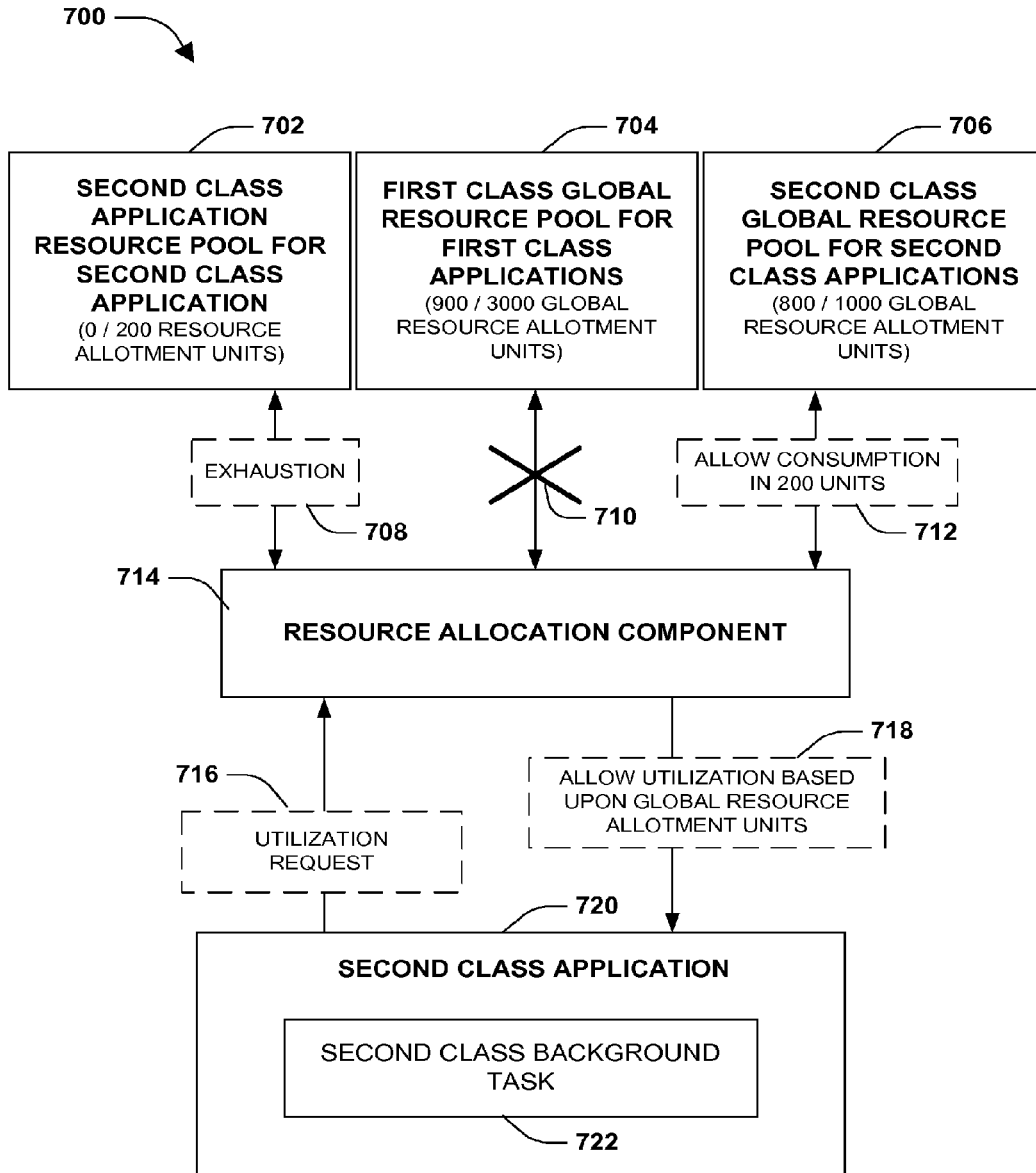 700
702
704
706
SECOND CLASS
APPLICATION
RESOURCE POOL FOR
SECOND CLASS
APPLICATION
(0 / 200 RESOURCE
ALLOTMENT UNITS)
FIRST CLASS GLOBAL
RESOURCE POOL FOR
FIRST CLASS
APPLICATIONS
(900 / 3000 GLOBAL
RESOURCE ALLOTMENT
UNITS)
SECOND CLASS
GLOBAL RESOURCE
POOL FOR SECOND
CLASS APPLICATIONS
(800 / 1000 GLOBAL
RESOURCE ALLOTMENT
UNITS)
EXHAUSTION
708
710
ALLOW CONSUMPTION
IN 200 UNITS
712
714
RESOURCE ALLOCATION COMPONENT
716
UTILIZATION
REQUEST
718
ALLOW UTILIZATION BASED
UPON GLOBAL RESOURCE
ALLOTMENT UNITS
720
SECOND CLASS APPLICATION
SECOND CLASS BACKGROUND
TASK
722